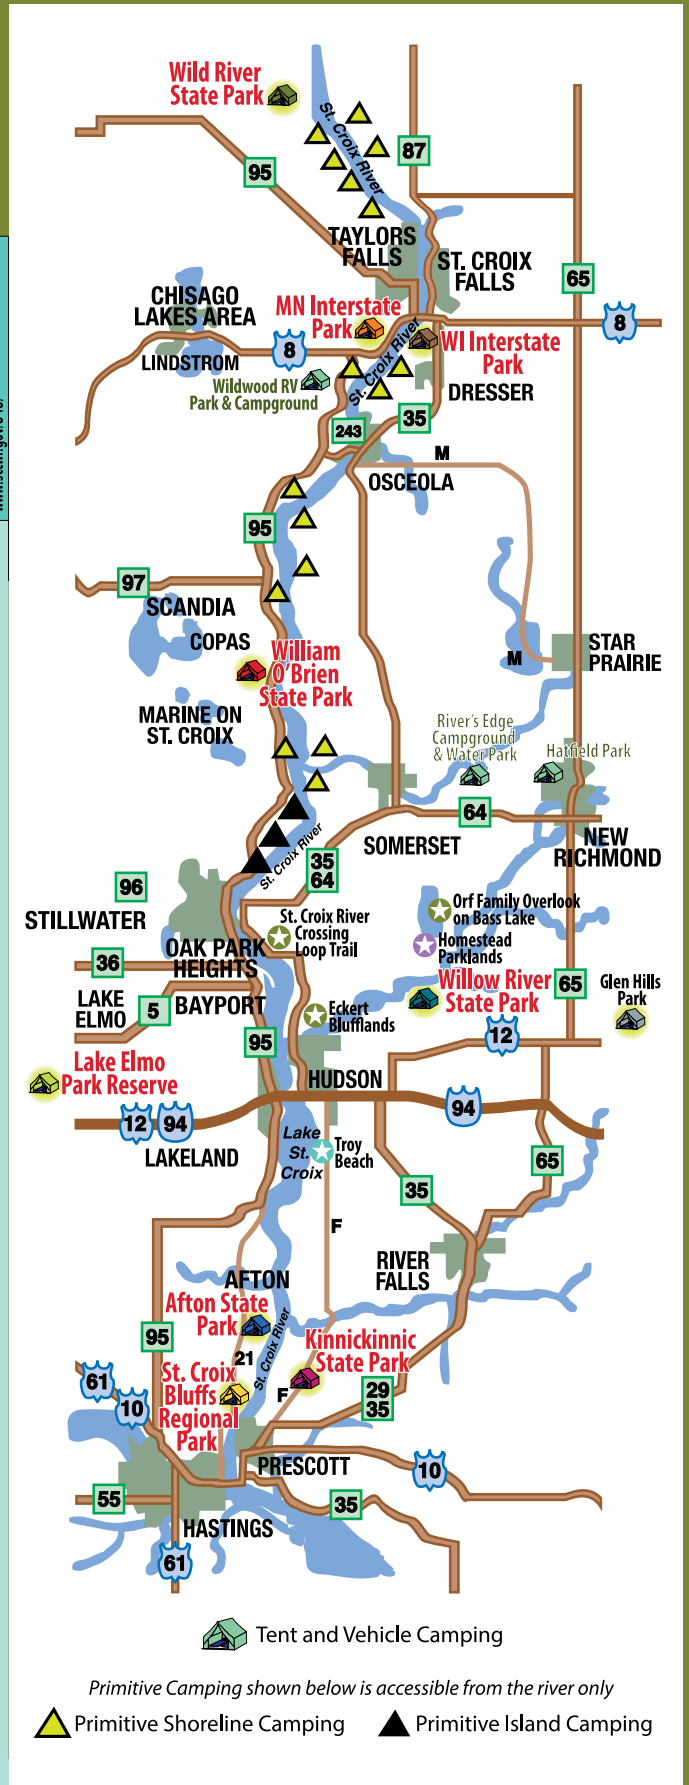 Wild River
State Park
St. Croix River
87
95
TAYLORS
FALLS
ST. CROIX
FALLS
65
CHISAGO
LAKES AREA
MN Interstate
Park
8
8
WI Interstate
Park
St. Croix River
LINDSTROM
Wildwood RV
Park & Campground
DRESSER
35
243
M
OSCEOLA
95
97
SCANDIA
COPAS
STAR
PRAIRIE
M
William
O'Brien
State Park
MARINE ON
ST. CROIX
River's Edge
Campground
& Water Park
Hatfield Park
64
SOMERSET
NEW
RICHMOND
St. Croix River
35
64
96
STILLWATER
Orf Family Overlook
on Bass Lake
St. Croix River
Crossing
Loop Trail
Homestead
Parklands
OAK PARK
HEIGHTS
36
Willow River
State Park
65
Glen Hills
Park
LAKE
ELMO
5
BAYPORT
Eckert
Blufflands
12
95
Lake Elmo
Park Reserve
HUDSON
94
12
94
LAKELAND
Lake
St.
Croix
Troy
Beach
65
35
F
RIVER
FALLS
AFTON
Afton State
Park
St. Croix River
95
Kinnickinnic
State Park
21
61
St. Croix
Bluffs
Regional
Park
F
29
35
10
PRESCOTT
10
55
35
HASTINGS
61
Tent and Vehicle Camping
Primitive Camping shown below is accessible from the river only
Primitive Shoreline Camping
Primitive Island Camping